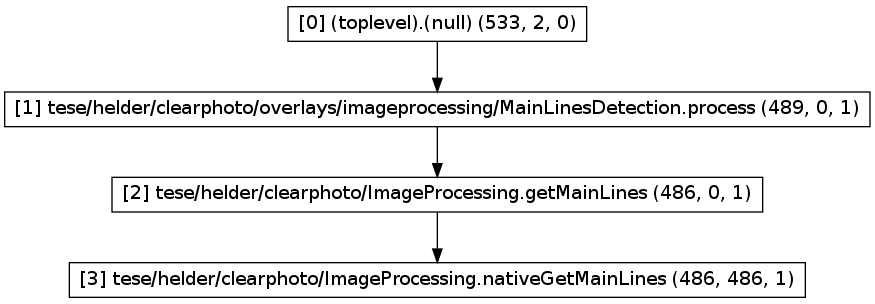 [0] (toplevel).(null) (533, 2, 0)
[1] tese/helder/clearphoto/overlays/imageprocessing/MainLinesDetection.process (489, 0, 1)
[2] tese/helder/clearphoto/ImageProcessing.getMainLines (486, 0, 1)
[3] tese/helder/clearphoto/ImageProcessing.nativeGetMainLines (486, 486, 1)